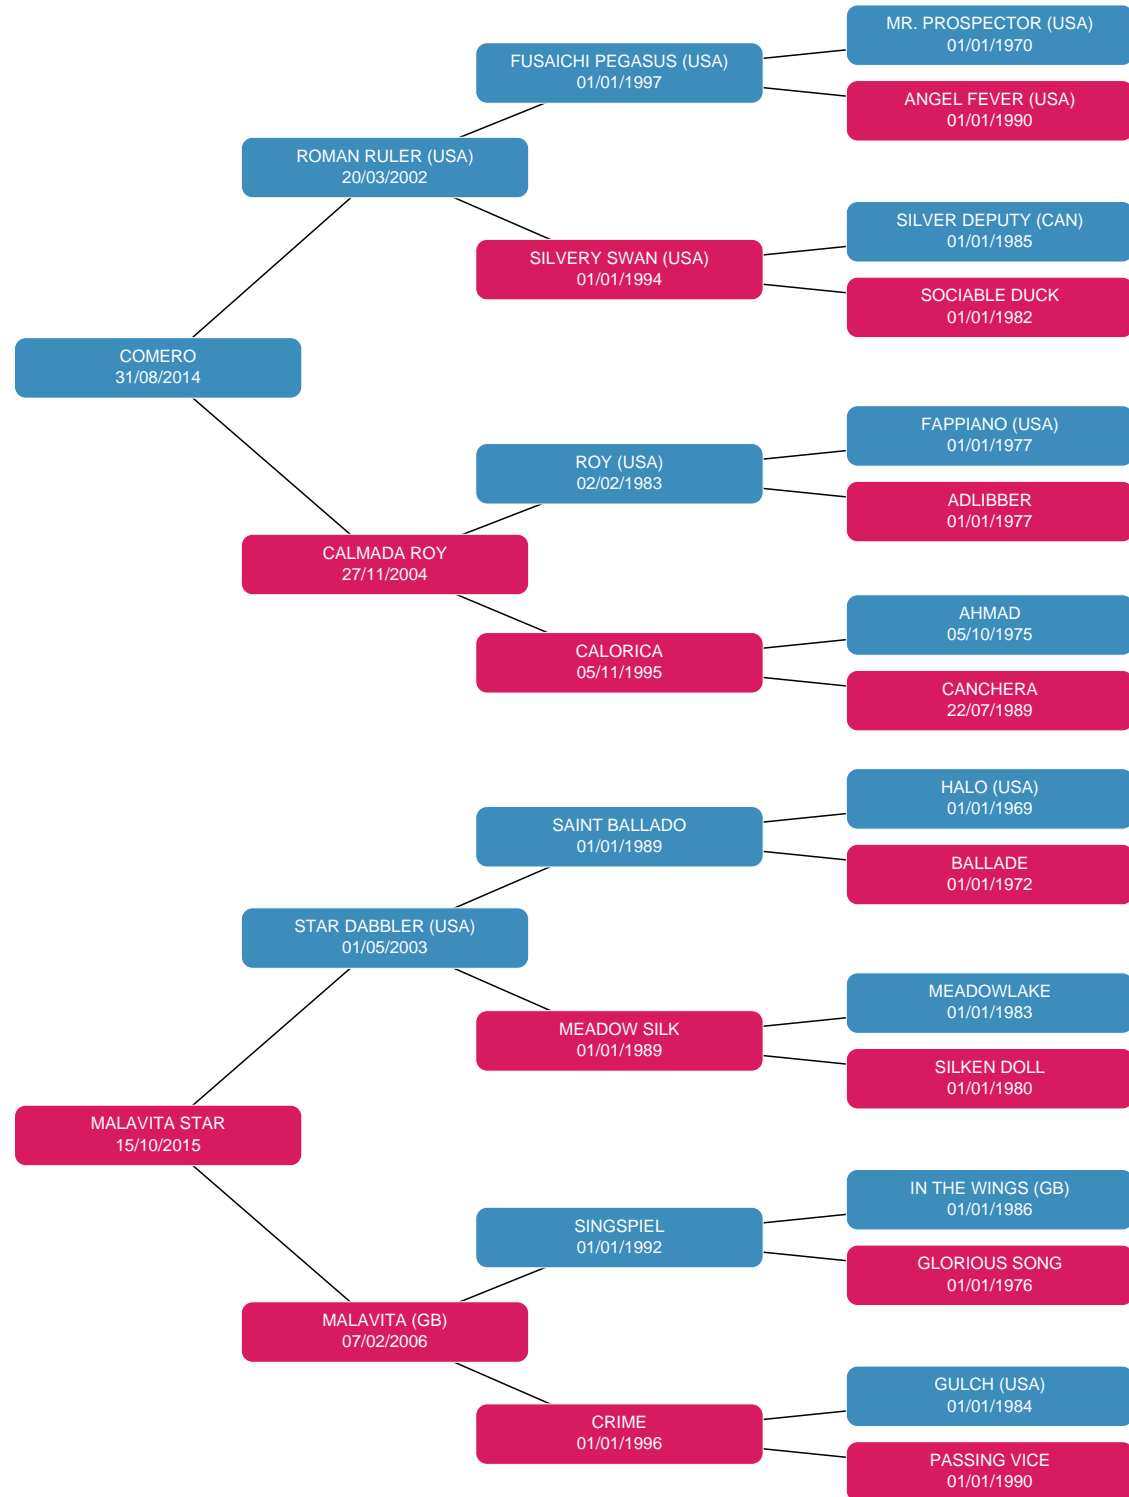 MR. PROSPECTOR (USA)
01/01/1970
FUSAICHI PEGASUS (USA)
01/01/1997
ANGEL FEVER (USA)
01/01/1990
ROMAN RULER (USA)
20/03/2002
SILVER DEPUTY (CAN)
01/01/1985
SILVERY SWAN (USA)
01/01/1994
SOCIABLE DUCK
01/01/1982
COMERO
31/08/2014
FAPPIANO (USA)
01/01/1977
ROY (USA)
02/02/1983
ADLIBBER
01/01/1977
CALMADA ROY
27/11/2004
AHMAD
05/10/1975
CALORICA
05/11/1995
CANCHERA
22/07/1989
HALO (USA)
01/01/1969
SAINT BALLADO
01/01/1989
BALLADE
01/01/1972
STAR DABBLER (USA)
01/05/2003
MEADOWLAKE
01/01/1983
MEADOW SILK
01/01/1989
SILKEN DOLL
01/01/1980
MALAVITA STAR
15/10/2015
IN THE WINGS (GB)
01/01/1986
SINGSPIEL
01/01/1992
GLORIOUS SONG
01/01/1976
MALAVITA (GB)
07/02/2006
GULCH (USA)
01/01/1984
CRIME
01/01/1996
PASSING VICE
01/01/1990